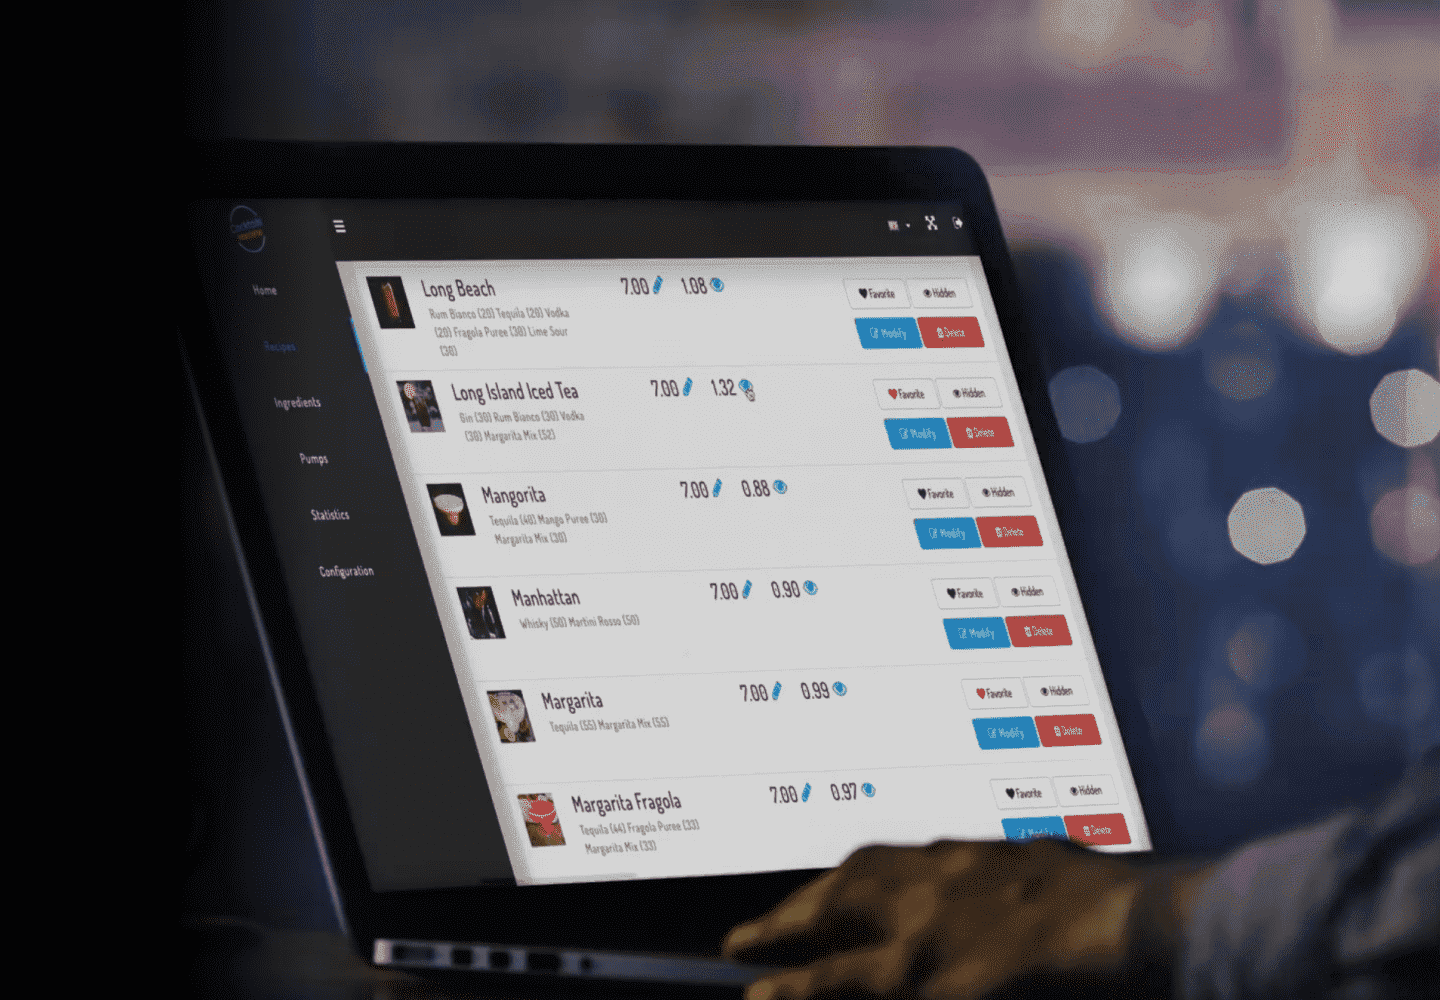 Cocktails
Home
Recipes
Ingredients
Pumps
Statistics
Configuration
Long Beach 7.00 1.08 Favorite Hidden
Rum Bianco (20) Tequila (20) Vodka
(20) Fragola Puree (30) Lime Sour
(30)
Modify Delete
Long Island Iced Tea 7.00 1.32 Favorite Hidden
Gin (30) Rum Bianco (30) Vodka
(30) Margarita Mix (52)
Modify Delete
Mangorita 7.00 0.88 Favorite Hidden
Tequila (40) Mango Puree (30)
Margarita Mix (30)
Modify Delete
Manhattan 7.00 0.90 Favorite Hidden
Whisky (50) Martini Rosso (50)
Modify Delete
Margarita 7.00 0.99 Favorite Hidden
Tequila (55) Margarita Mix (55)
Modify Delete
Margarita Fragola 7.00 0.97 Favorite Hidden
Tequila (44) Fragola Puree (33)
Margarita Mix (33)
Modify Delete